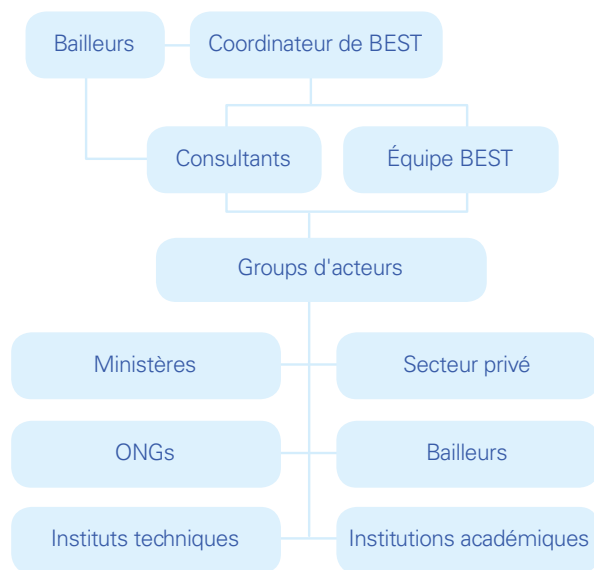 Bailleurs
Coordinateur de BEST
Consultants
Équipe BEST
Groups d'acteurs
Ministères
Secteur privé
ONGs
Bailleurs
Instituts techniques
Institutions académiques